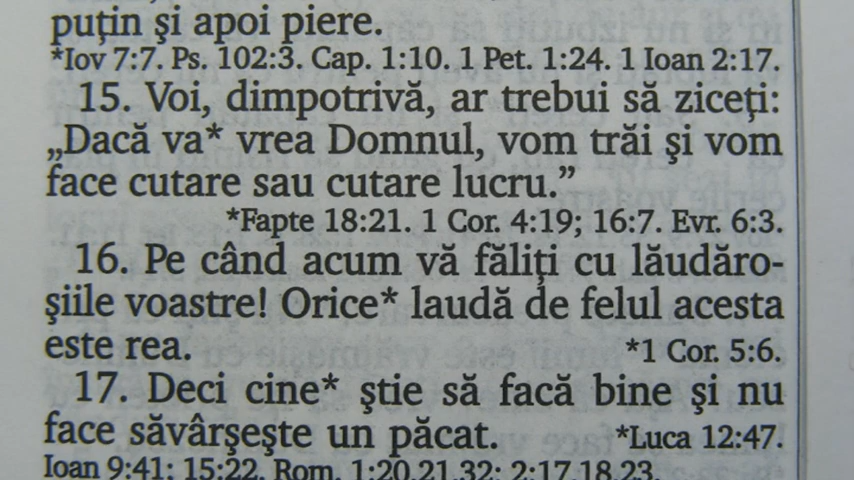 puţin şi apoi piere.
*Iov 7:7. Ps. 102:3. Cap. 1:10. 1 Pet. 1:24. 1 Ioan 2:17.
15. Voi, dimpotrivă, ar trebui să ziceţi:
„Dacă va* vrea Domnul, vom trăi şi vom
face cutare sau cutare lucru.”
*Fapte 18:21. 1 Cor. 4:19; 16:7. Evr. 6:3.
16. Pe când acum vă făliţi cu lăudăro-
şiile voastre! Orice* laudă de felul acesta
este rea. *1 Cor. 5:6.
17. Deci cine* ştie să facă bine şi nu
face săvârşeşte un păcat. *Luca 12:47.
Ioan 9:41; 15:22. Rom. 1:20,21,32; 2:17,18,23.